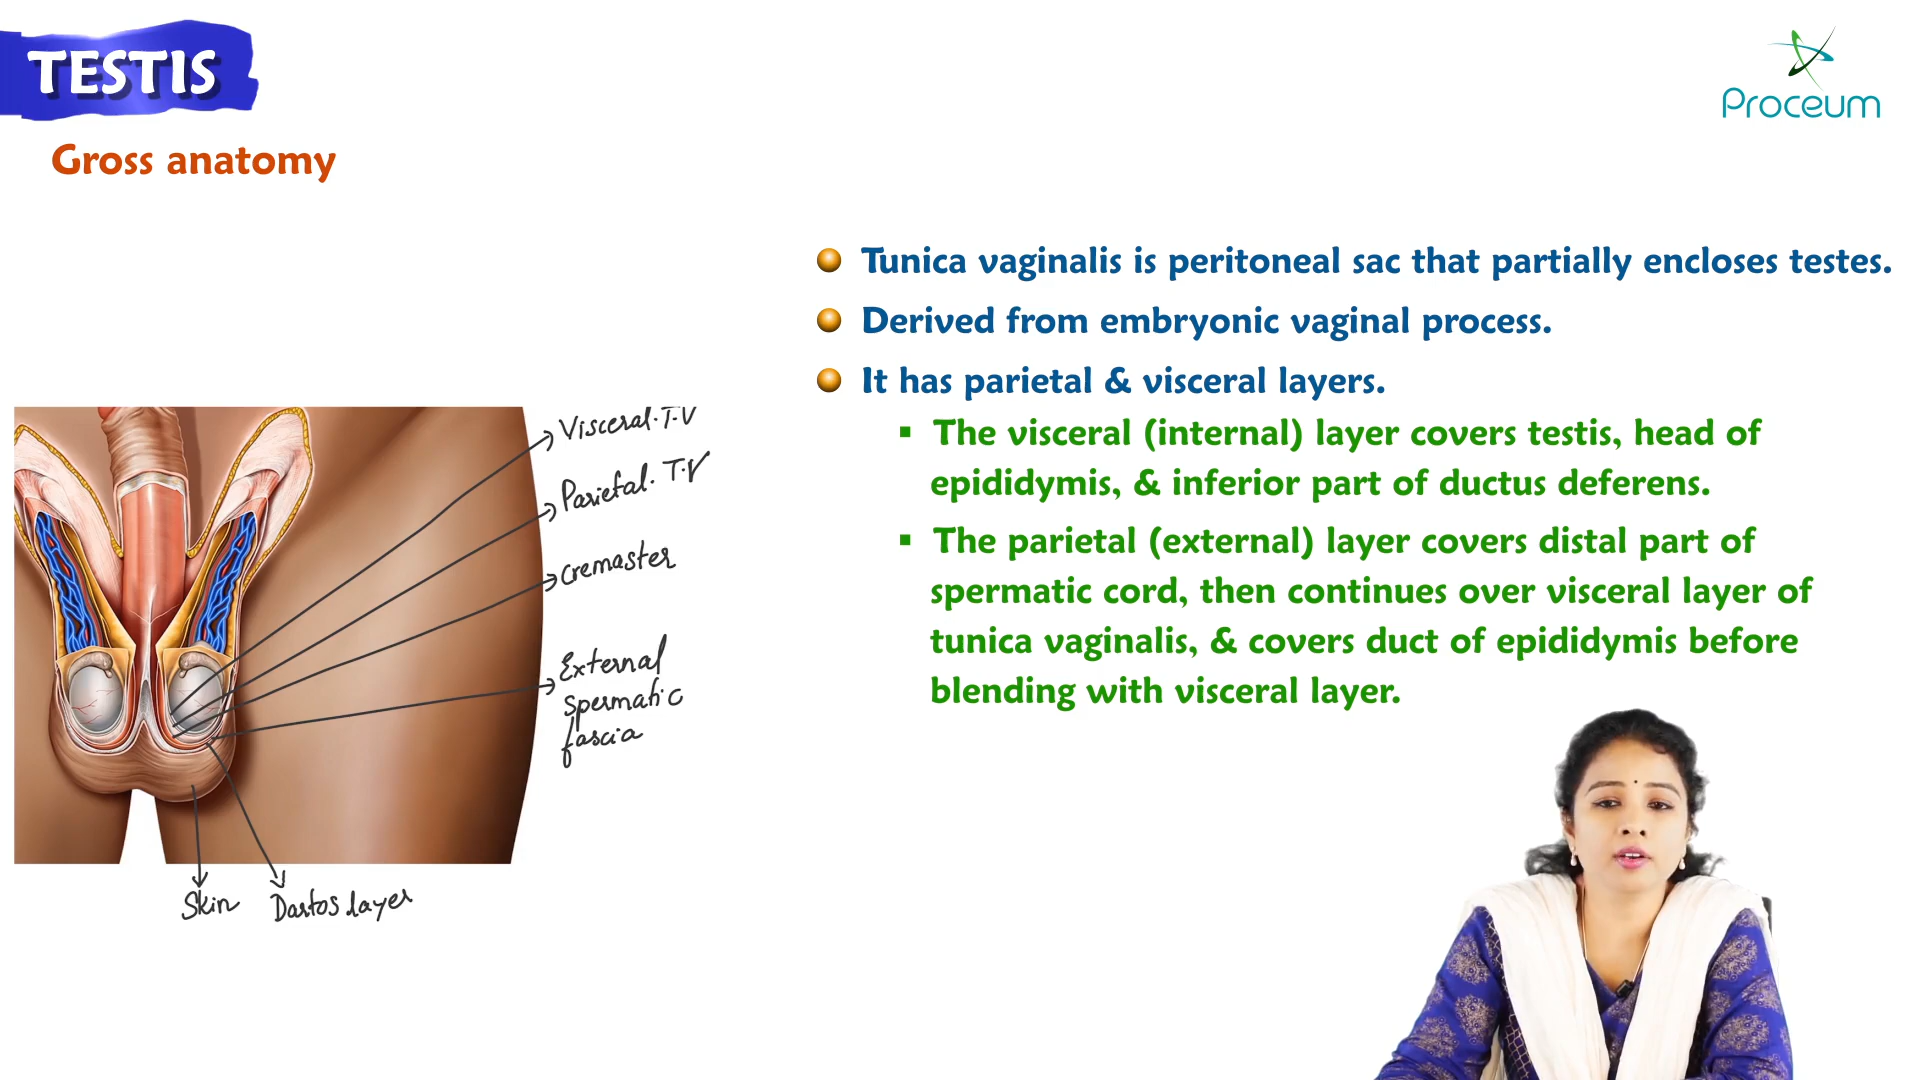 TESTIS
Proceum
Gross anatomy
Tunica vaginalis is peritoneal sac that partially encloses testes.
Derived from embryonic vaginal process.
It has parietal & visceral layers.
The visceral (internal) layer covers testis, head of
epididymis, & inferior part of ductus deferens.
The parietal (external) layer covers distal part of
spermatic cord, then continues over visceral layer of
tunica vaginalis, & covers duct of epididymis before
blending with visceral layer.
Visceral. T.V
Parietal. T.V
cremaster
External
spermatic
fascia
Skin
Dartos layer